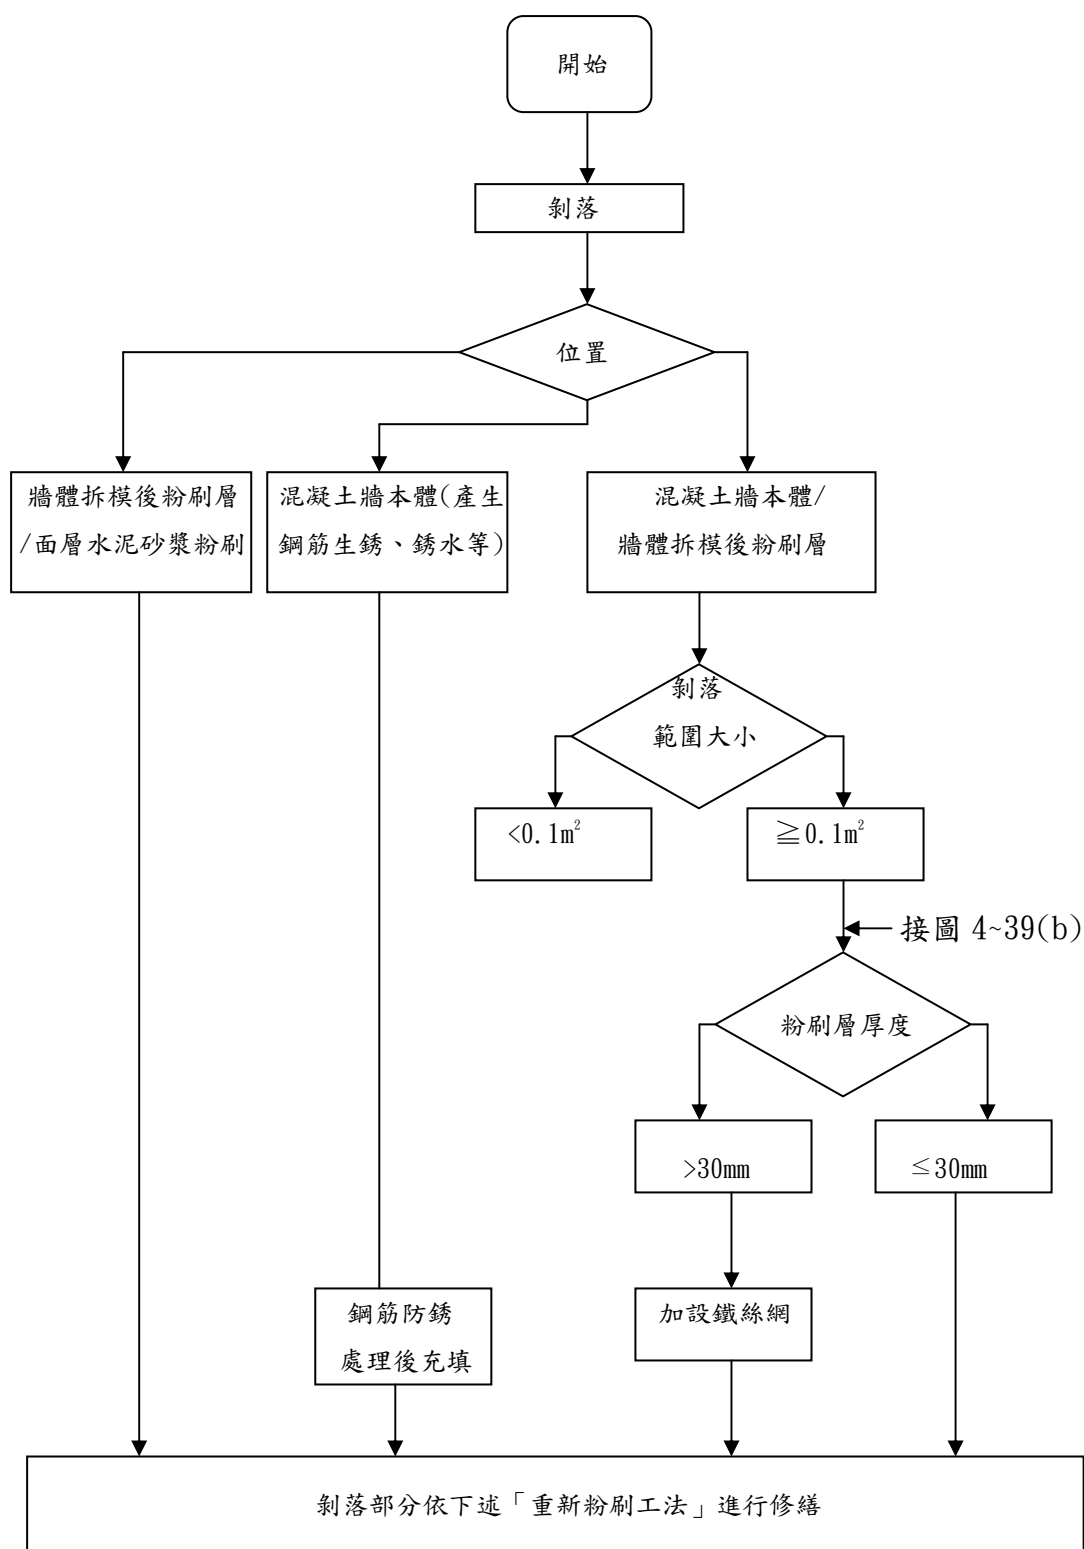 開始
剝落
位置
牆體拆模後粉刷層
/面層水泥砂漿粉刷
混凝土牆本體(產生
鋼筋生銹、銹水等)
混凝土牆本體/
牆體拆模後粉刷層
剝落
範圍大小
<0.1m²
≧0.1m²
接圖 4~39(b)
粉刷層厚度
>30mm
≤30mm
鋼筋防銹
處理後充填
加設鐵絲網
剝落部分依下述「重新粉刷工法」進行修繕